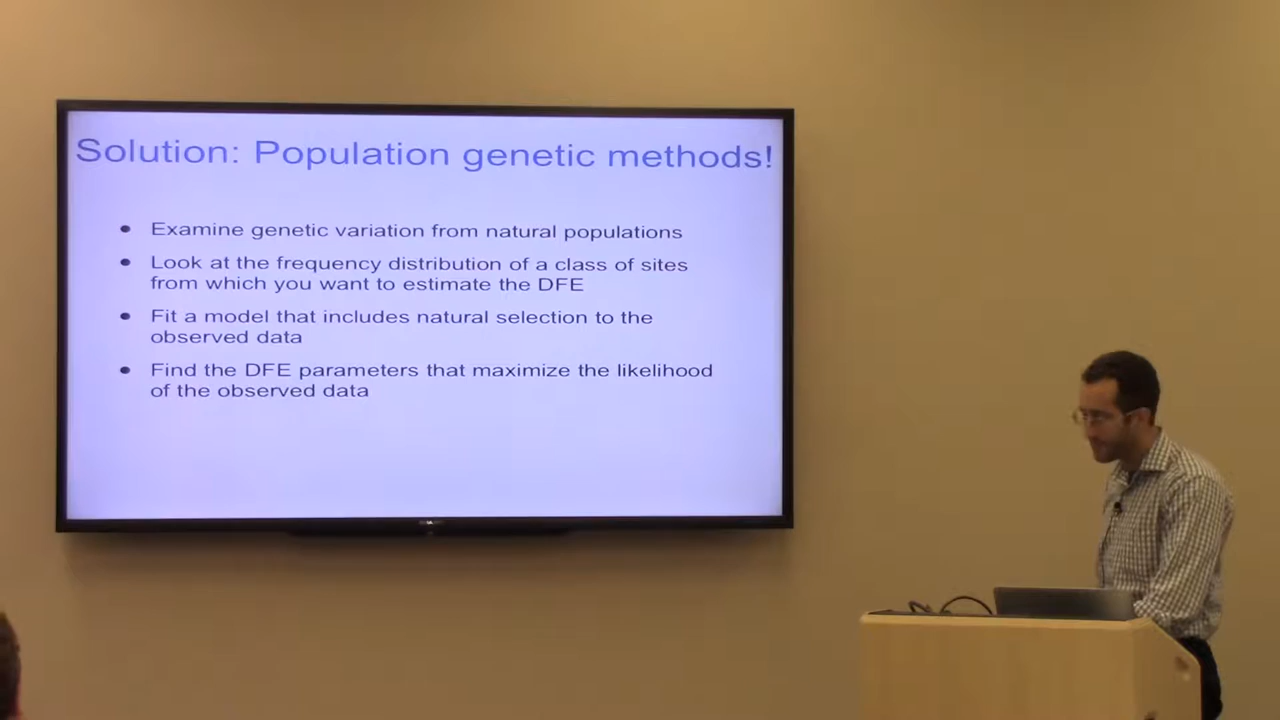 Solution: Population genetic methods!
• Examine genetic variation from natural populations
• Look at the frequency distribution of a class of sites
from which you want to estimate the DFE
• Fit a model that includes natural selection to the
observed data
• Find the DFE parameters that maximize the likelihood
of the observed data